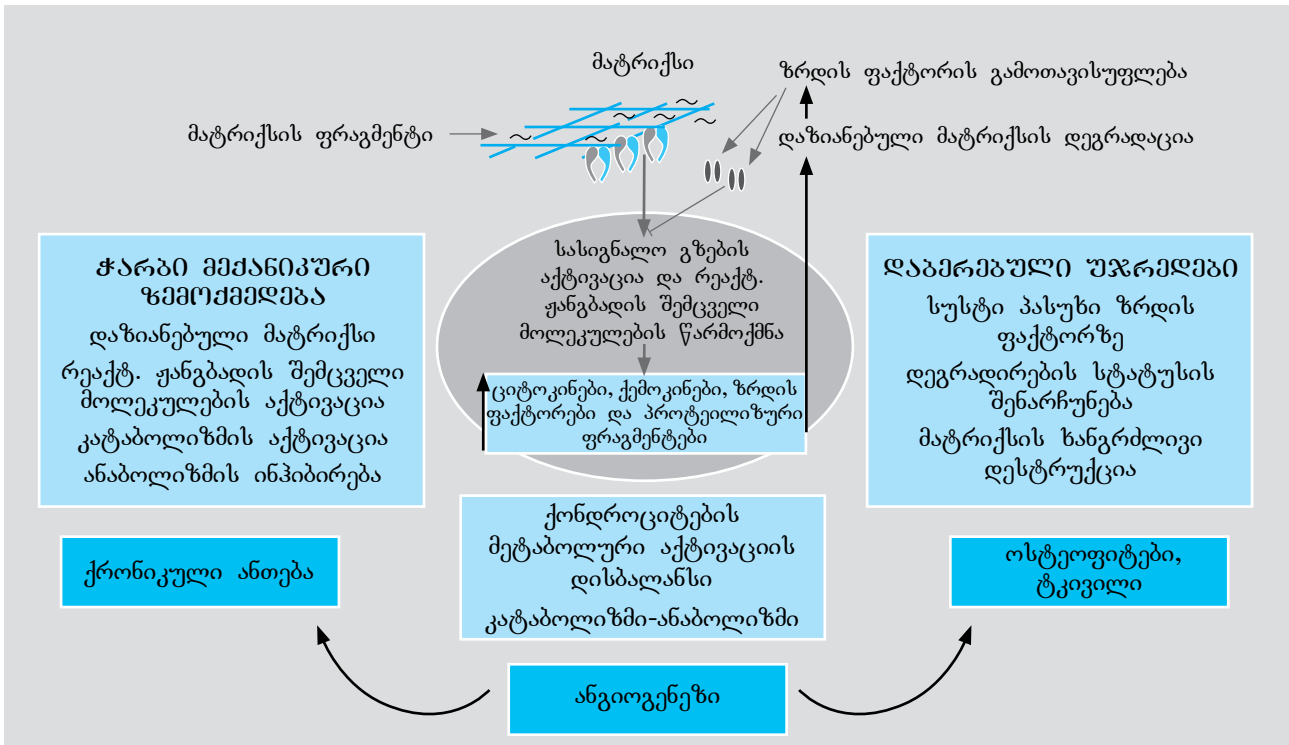 მატრიქსი
ზრდის ფაქტორის გამოთავისუფლება
მატრიქსის ფრაგმენტი
დაზიანებული მატრიქსის დეგრადაცია
ჭარბი მექანიკური
ზემოქმედება
დაზიანებული მატრიქსი
რეაქტ. ჟანგბადის შემცველი
მოლეკულების აქტივაცია
კატაბოლიზმის აქტივაცია
ანაბოლიზმის ინჰიბირება
სასიგნალო გზების
აქტივაცია და რეაქტ.
ჟანგბადის შემცველი
მოლეკულების წარმოქმნა
ციტოკინები, ქემოკინები, ზრდის
ფაქტორები და პროტეილიზური
ფრაგმენტები
დაბერებული უჯრედები
სუსტი პასუხი ზრდის
ფაქტორზე
დეგრადირების სტატუსის
შენარჩუნება
მატრიქსის ხანგრძლივი
დესტრუქცია
ქონდროციტების
მეტაბოლური აქტივაციის
დისბალანსი
კატაბოლიზმი-ანაბოლიზმი
ქრონიკული ანთება
ოსტეოფიტები,
ტკივილი
ანგიოგენეზი